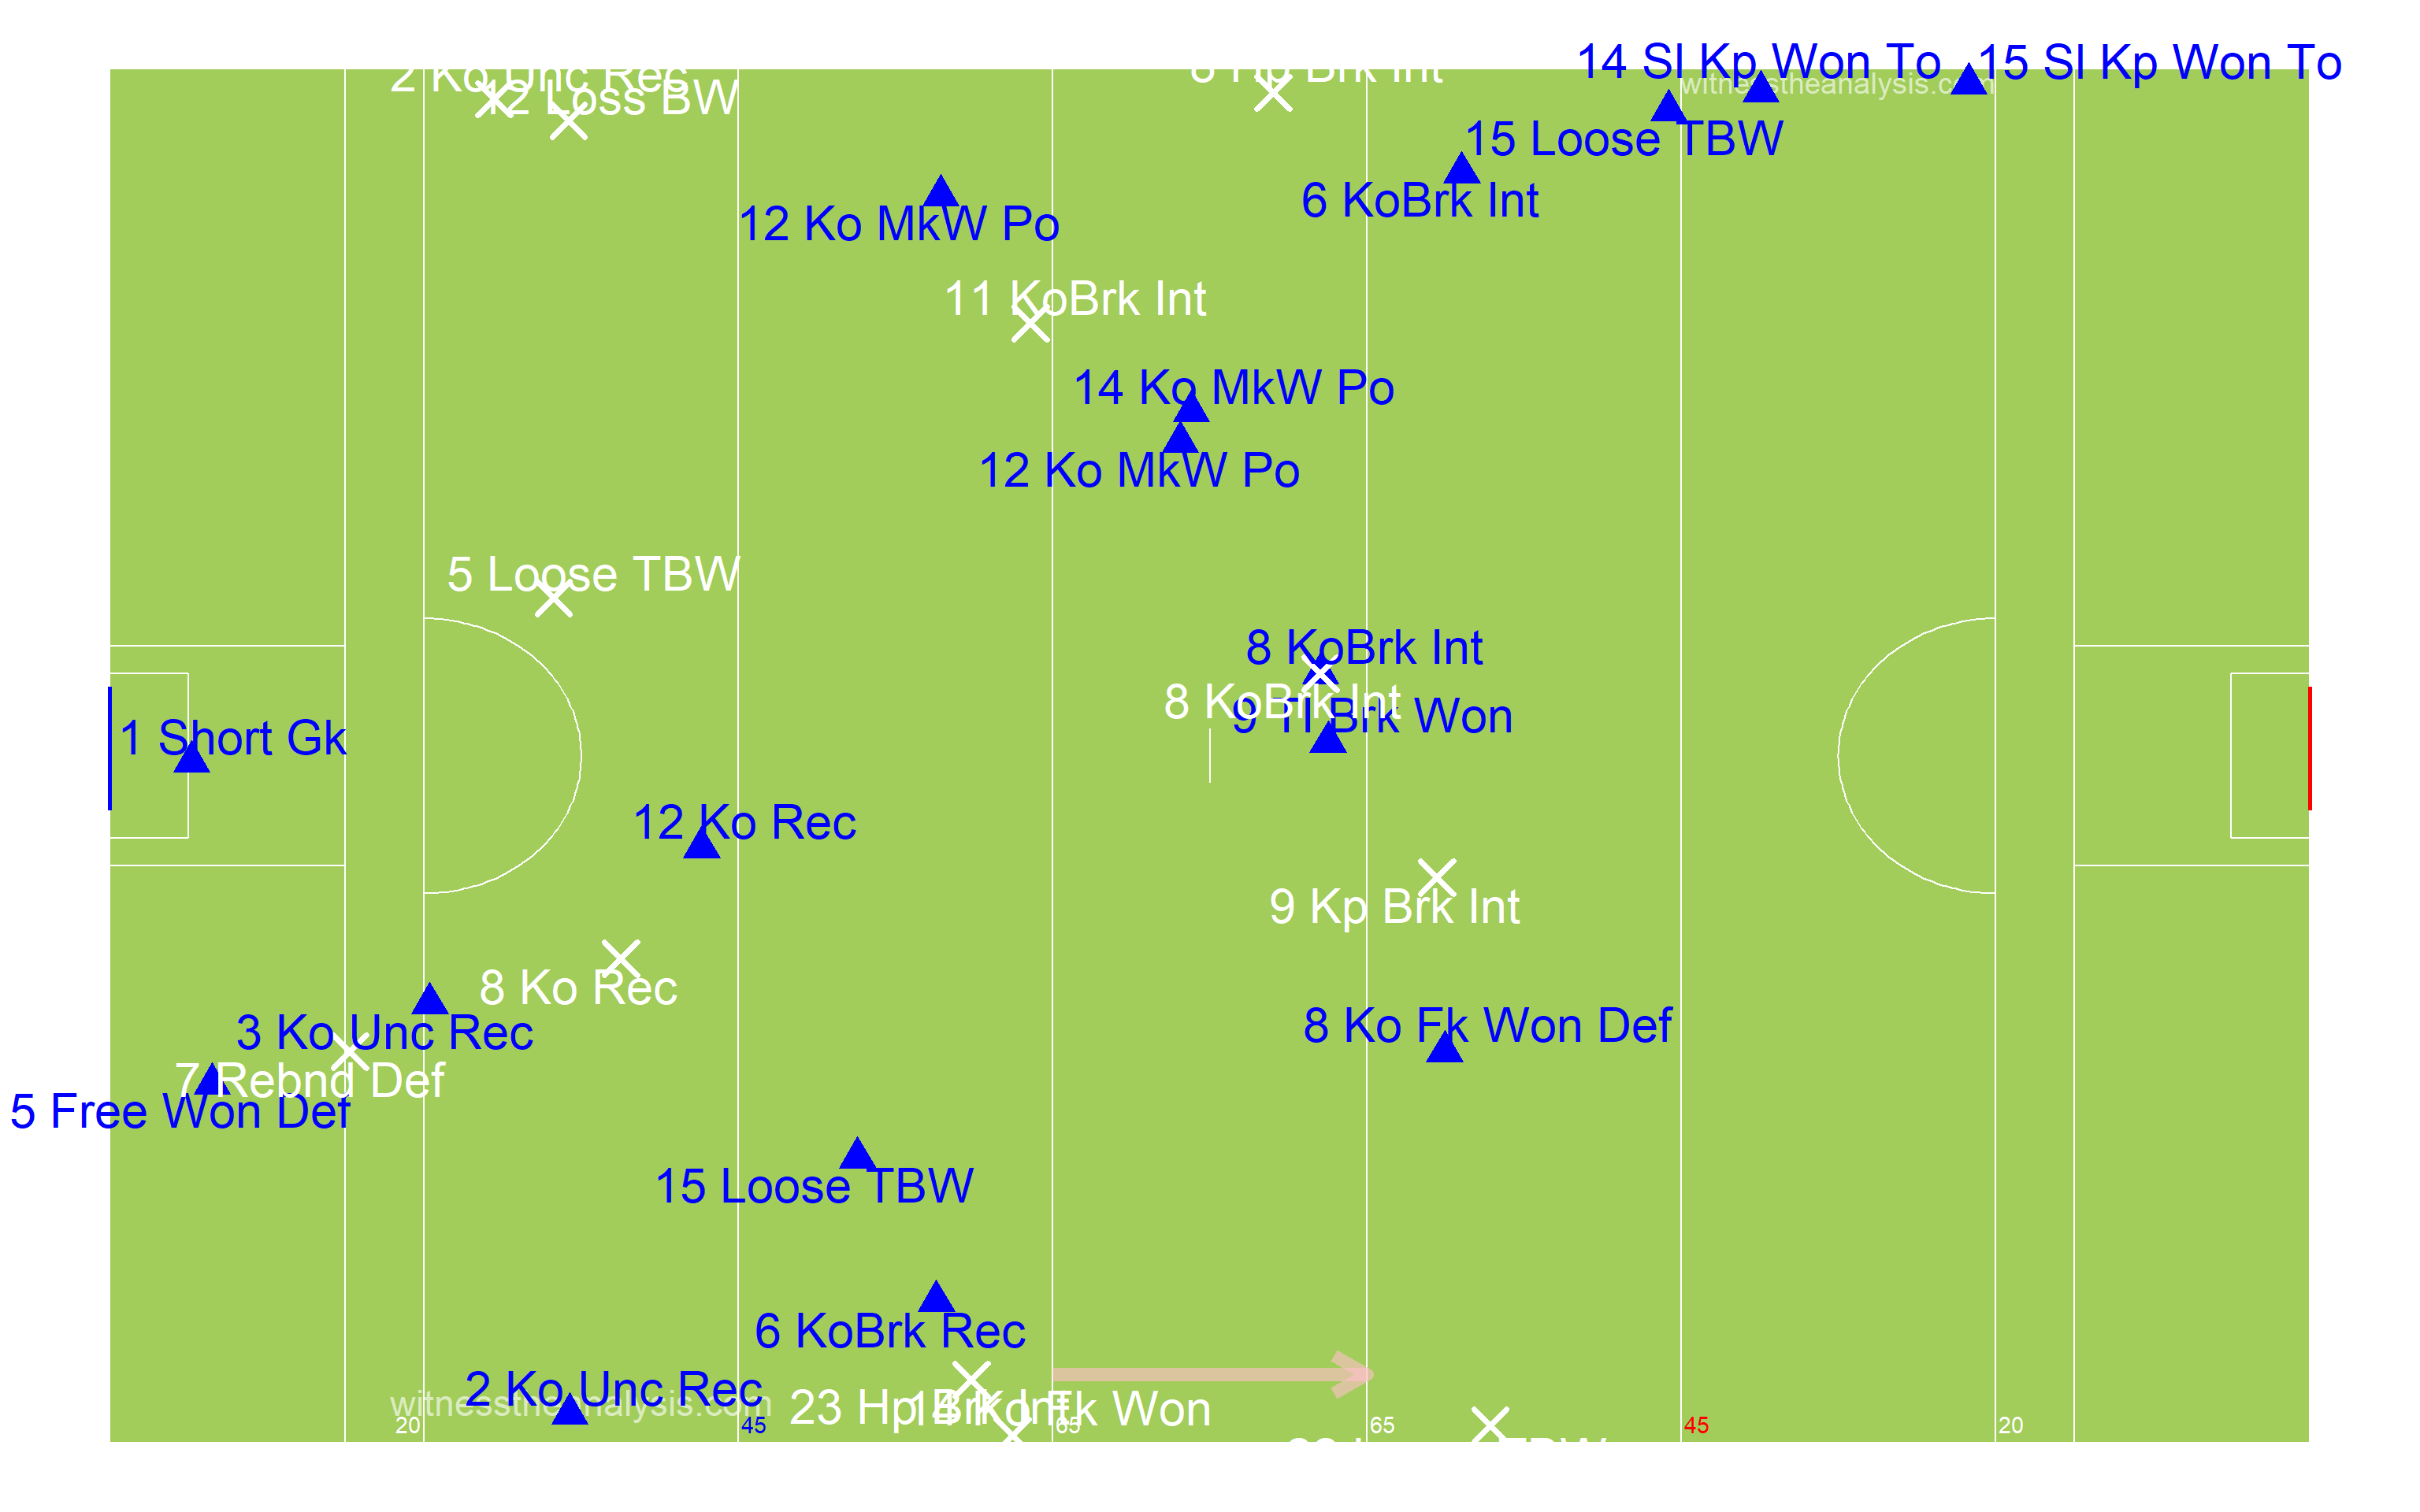 14 Sl Kp Won To
15 Sl Kp Won To
2 Ko Unc Rec
8 Hp Brk Int
witnesstheanalysis.com
12 Loss BW
15 Loose TBW
6 KoBrk Int
12 Ko MkW Po
11 KoBrk Int
14 Ko MkW Po
12 Ko MkW Po
5 Loose TBW
8 KoBrk Int
8 KoBrk Int
9 Tl Brk Won
1 Short Gk
12 Ko Rec
9 Kp Brk Int
8 Ko Rec
8 Ko Fk Won Def
3 Ko Unc Rec
7 Rebnd Def
5 Free Won Def
15 Loose TBW
6 KoBrk Rec
2 Ko Unc Rec
witnesstheanalysis.com
23 Hp Brk Int
Fk Won
20
45
65
65
45
20
TBW